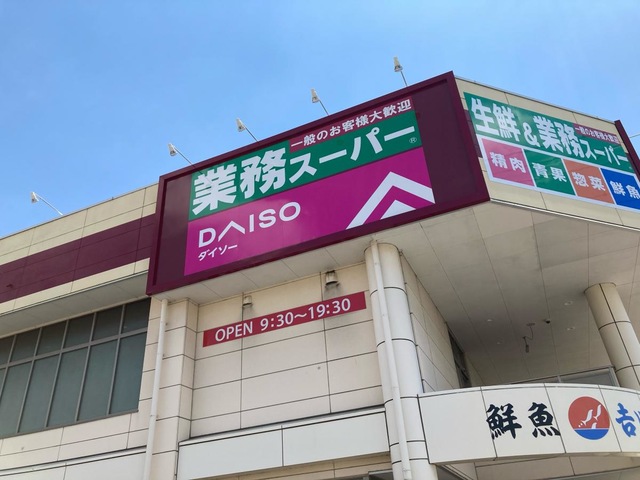 一般のお客様大歓迎
業務スーパー®
DAISO
ダイソー
OPEN 9:30～19:30
一般のお客様大歓迎
生鮮&業務スーパー
精肉 青果 惣菜 鮮魚
鮮魚